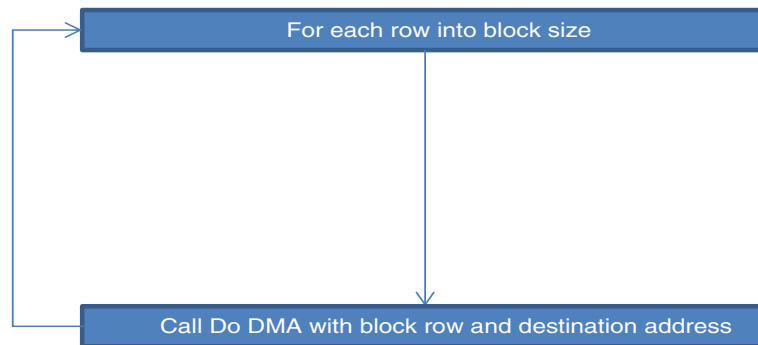 For each row into block size
Call Do DMA with block row and destination address